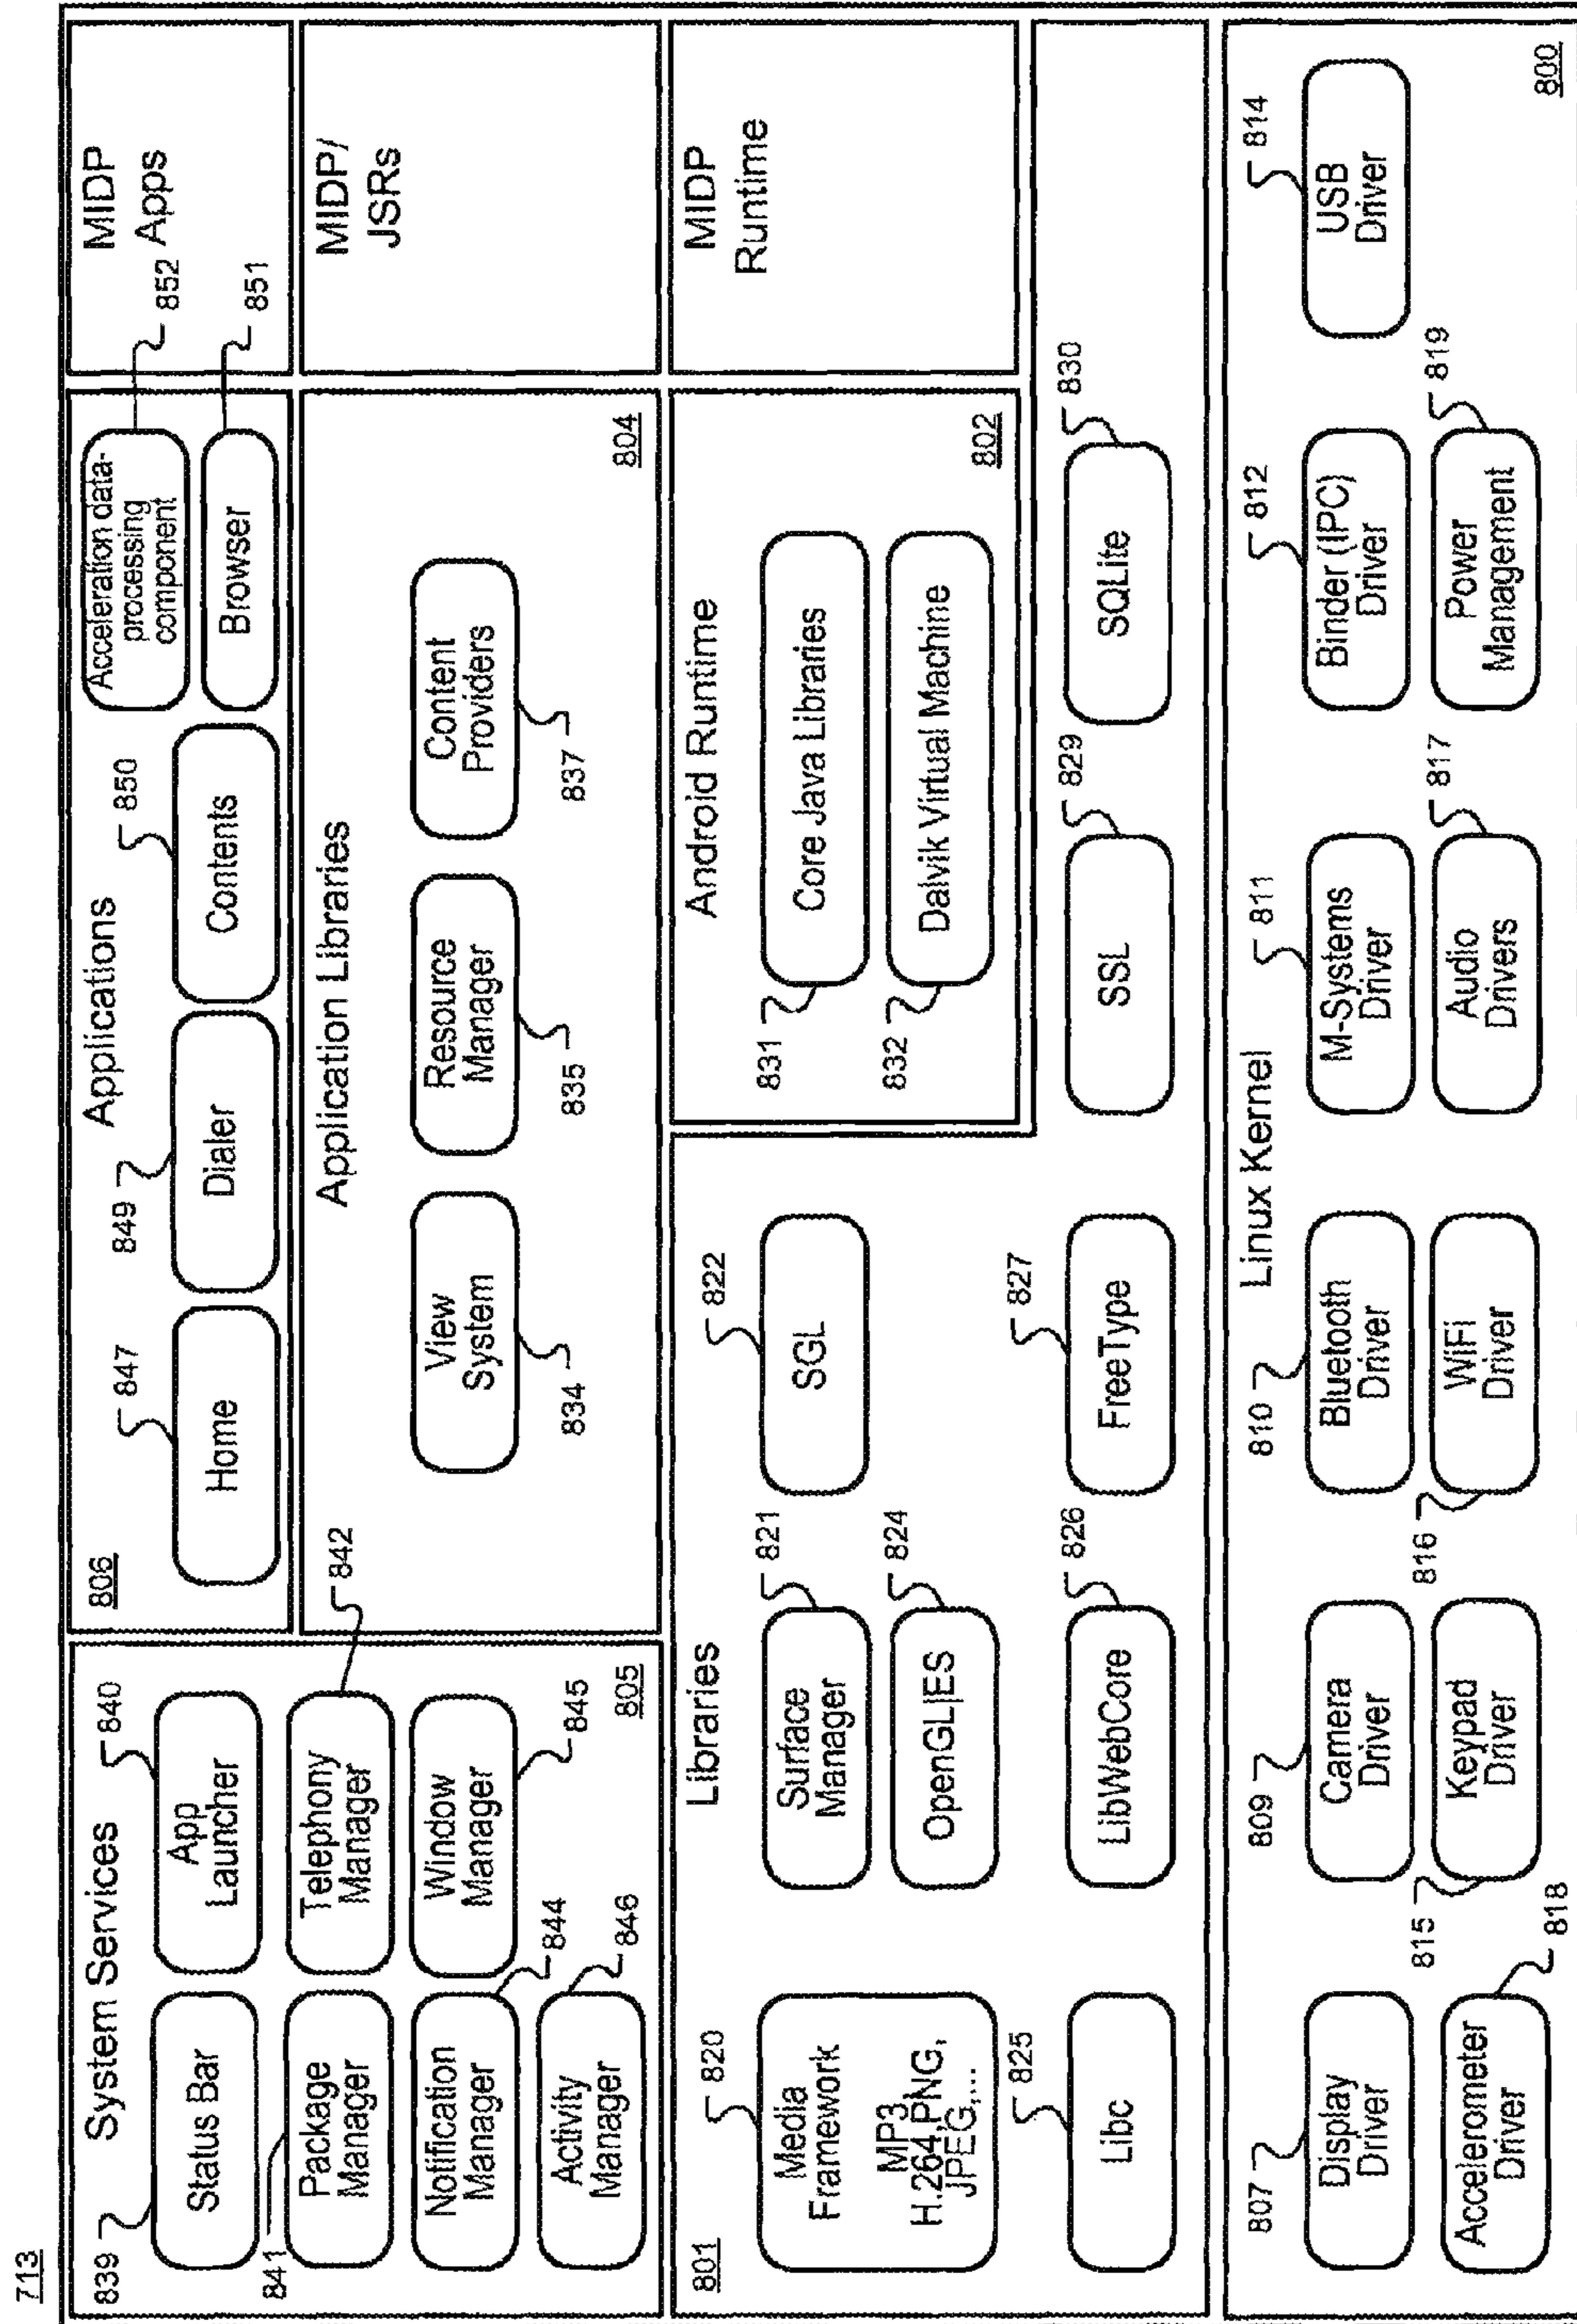 713
System Services
839
Status Bar
840
App
Launcher
841
Package
Manager
842
Telephony
Manager
Notification
Manager
844
Window
Manager
845
Activity
Manager
846
805
806
Applications
847
Home
849
Dialer
850
Contents
Acceleration data-
processing
component
852
Browser
851
MIDP
Apps
Application Libraries
View
System
834
Resource
Manager
835
Content
Providers
837
804
MIDP/
JSRs
801
Libraries
820
Media
Framework
MP3,
H.264,PNG,
JPEG,...
821
Surface
Manager
822
SGL
824
OpenGL|ES
825
Libc
826
LibWebCore
827
FreeType
829
SSL
830
SQLite
Android Runtime
831
Core Java Libraries
832
Dalvik Virtual Machine
802
MIDP
Runtime
Linux Kernel
807
Display
Driver
809
Camera
Driver
810
Bluetooth
Driver
811
M-Systems
Driver
812
Binder (IPC)
Driver
814
USB
Driver
Accelerometer
Driver
818
815
Keypad
Driver
816
WiFi
Driver
817
Audio
Drivers
819
Power
Management
800